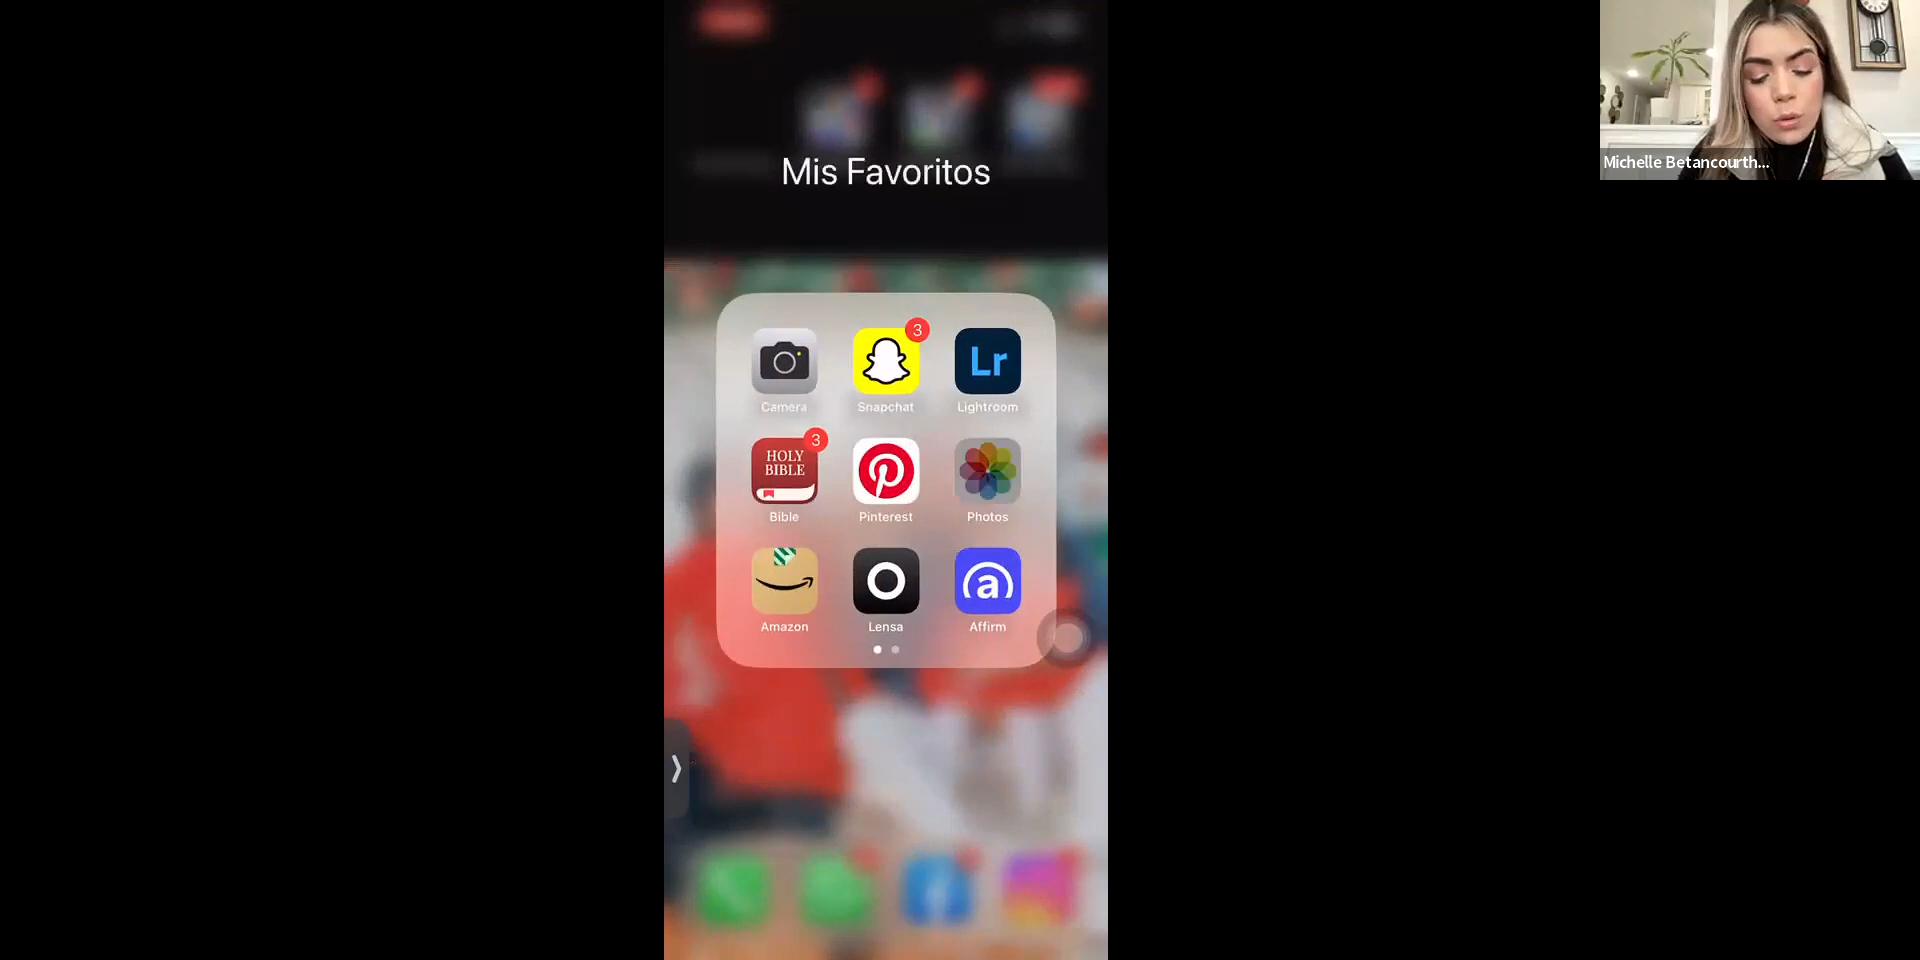 Mis Favoritos
Michelle Betancourth...
3
Lr
Camera
Snapchat
Lightroom
3
HOLY
BIBLE
Bible
Pinterest
Photos
a
Amazon
Lensa
Affirm